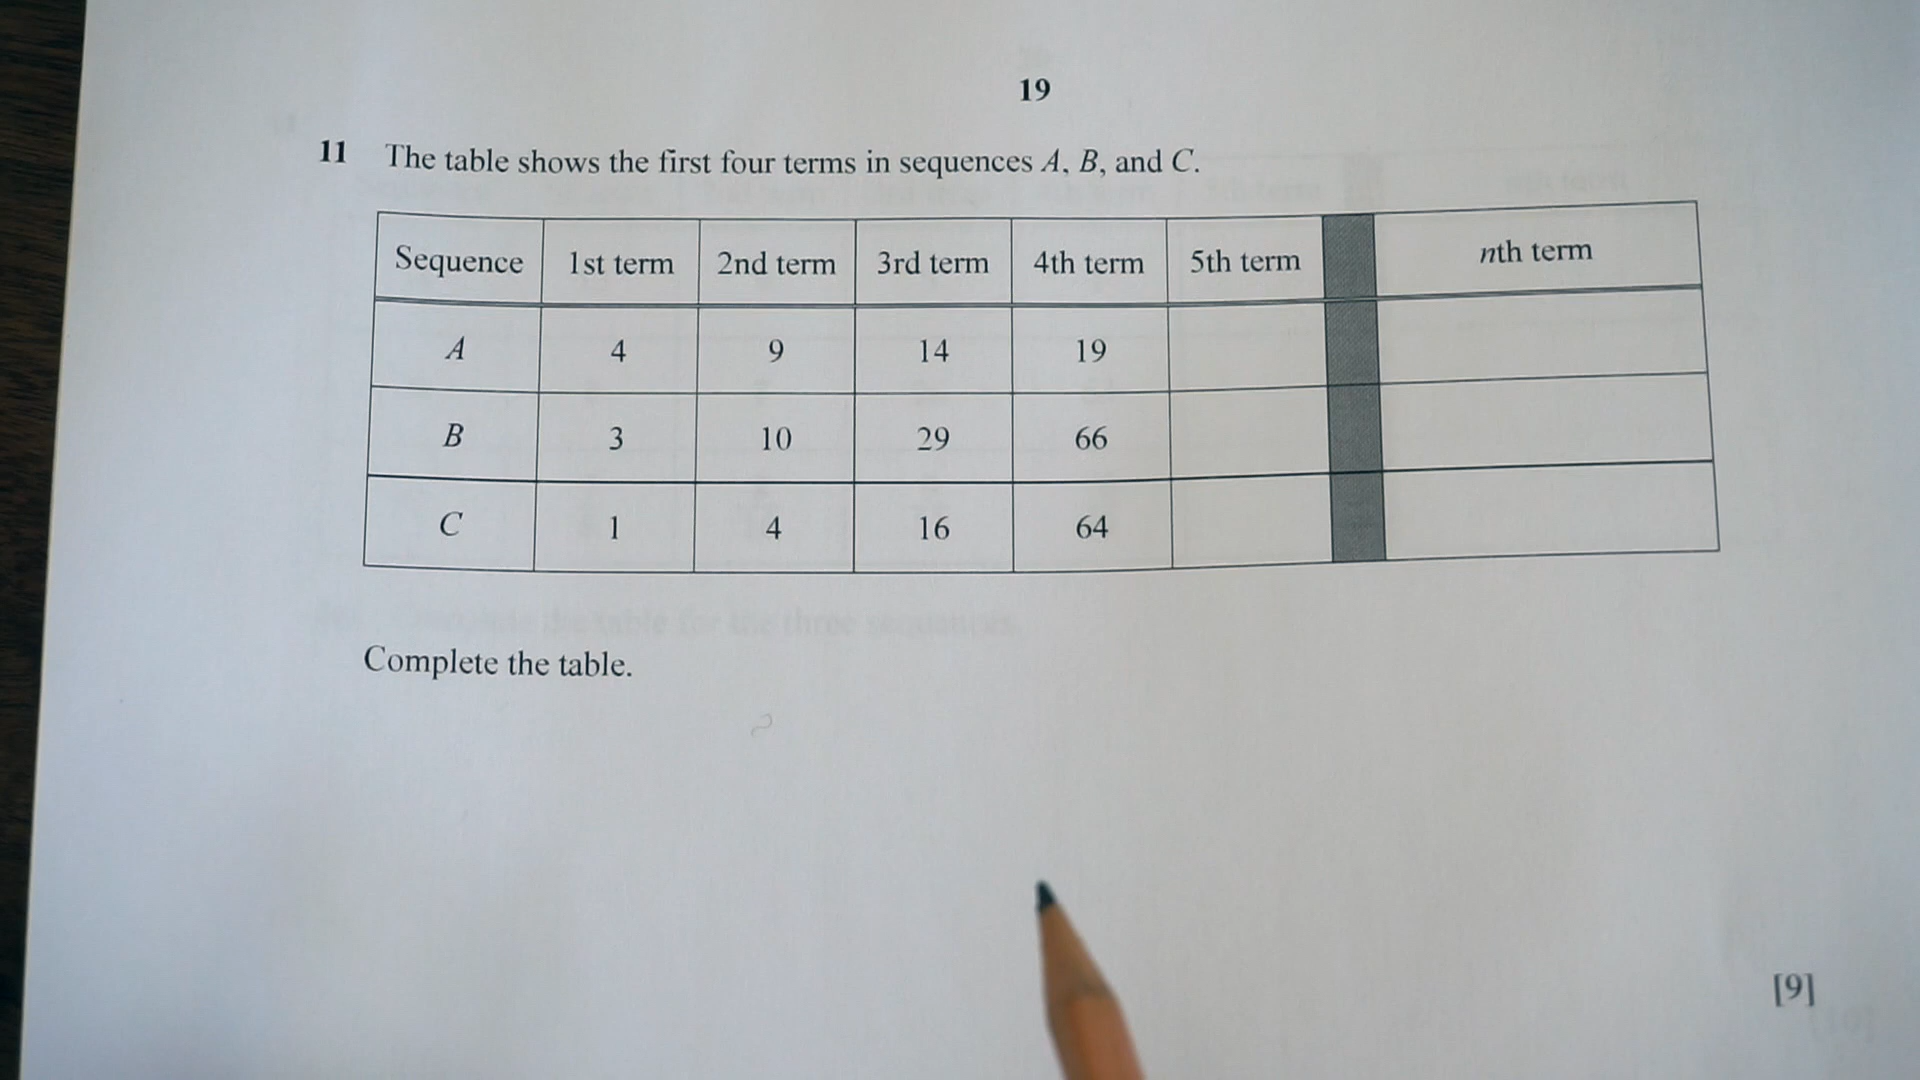 19
11 The table shows the first four terms in sequences A, B, and C.
Sequence 1st term 2nd term 3rd term 4th term 5th term nth term
A 4 9 14 19
B 3 10 29 66
C 1 4 16 64
Complete the table.
[9]